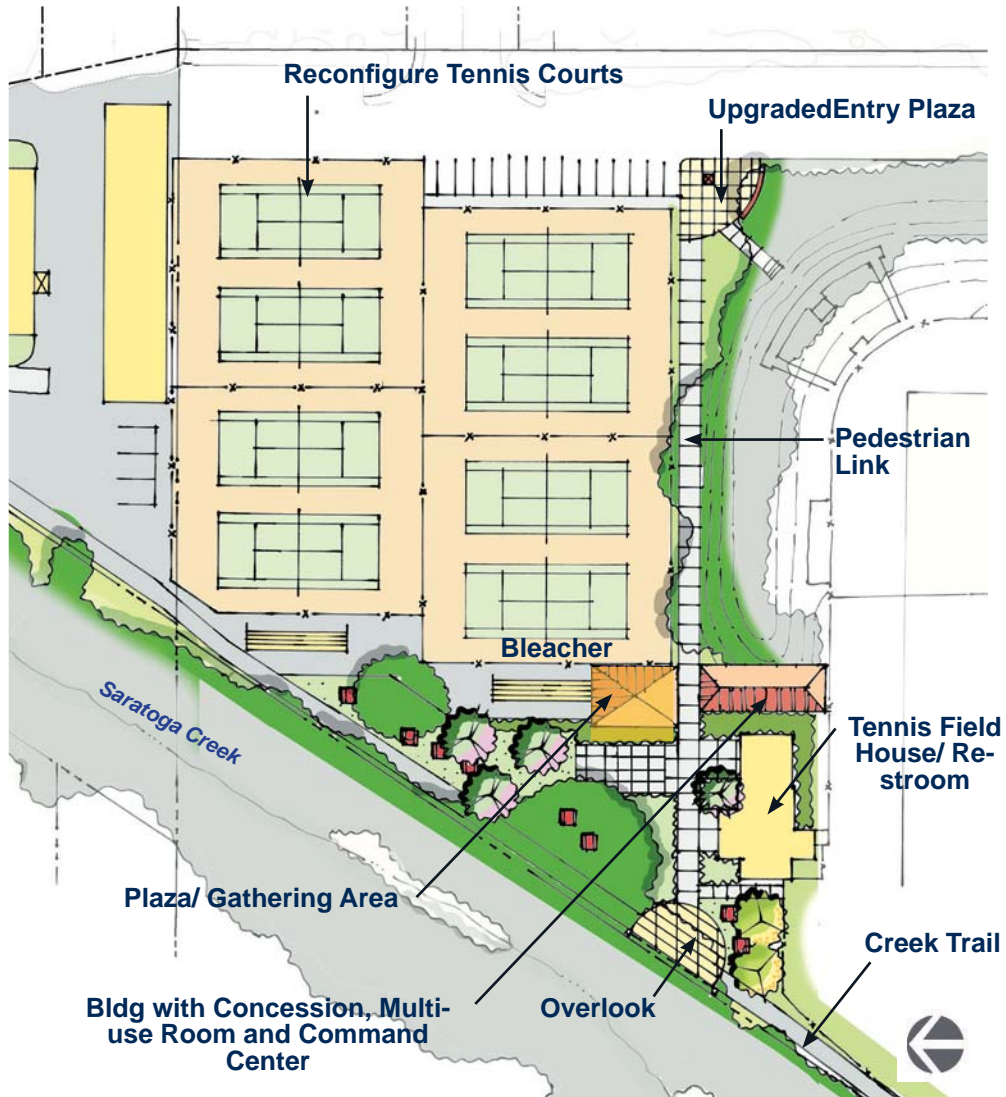 Reconfigure Tennis Courts
UpgradedEntry Plaza
Pedestrian
Link
Bleacher
Saratoga Creek
Tennis Field
House/ Re-
stroom
Plaza/ Gathering Area
Creek Trail
Bldg with Concession, Multi-
use Room and Command
Center
Overlook